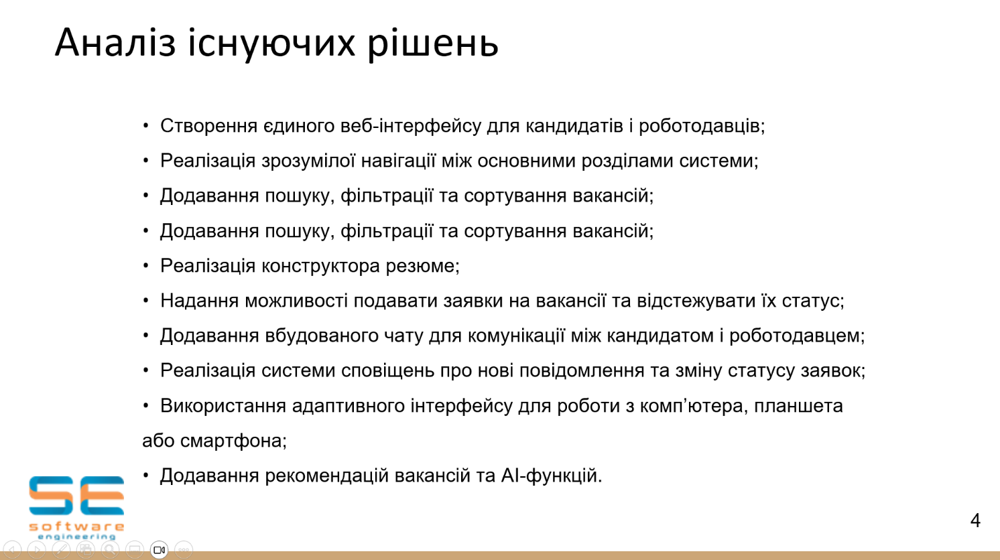 Аналіз існуючих рішень
• Створення єдиного веб-інтерфейсу для кандидатів і роботодавців;
• Реалізація зрозумілої навігації між основними розділами системи;
• Додавання пошуку, фільтрації та сортування вакансій;
• Додавання пошуку, фільтрації та сортування вакансій;
• Реалізація конструктора резюме;
• Надання можливості подавати заявки на вакансії та відстежувати їх статус;
• Додавання вбудованого чату для комунікації між кандидатом і роботодавцем;
• Реалізація системи сповіщень про нові повідомлення та зміну статусу заявок;
• Використання адаптивного інтерфейсу для роботи з комп’ютера, планшета
або смартфона;
• Додавання рекомендацій вакансій та AI-функцій.
SE
software
engineering
4